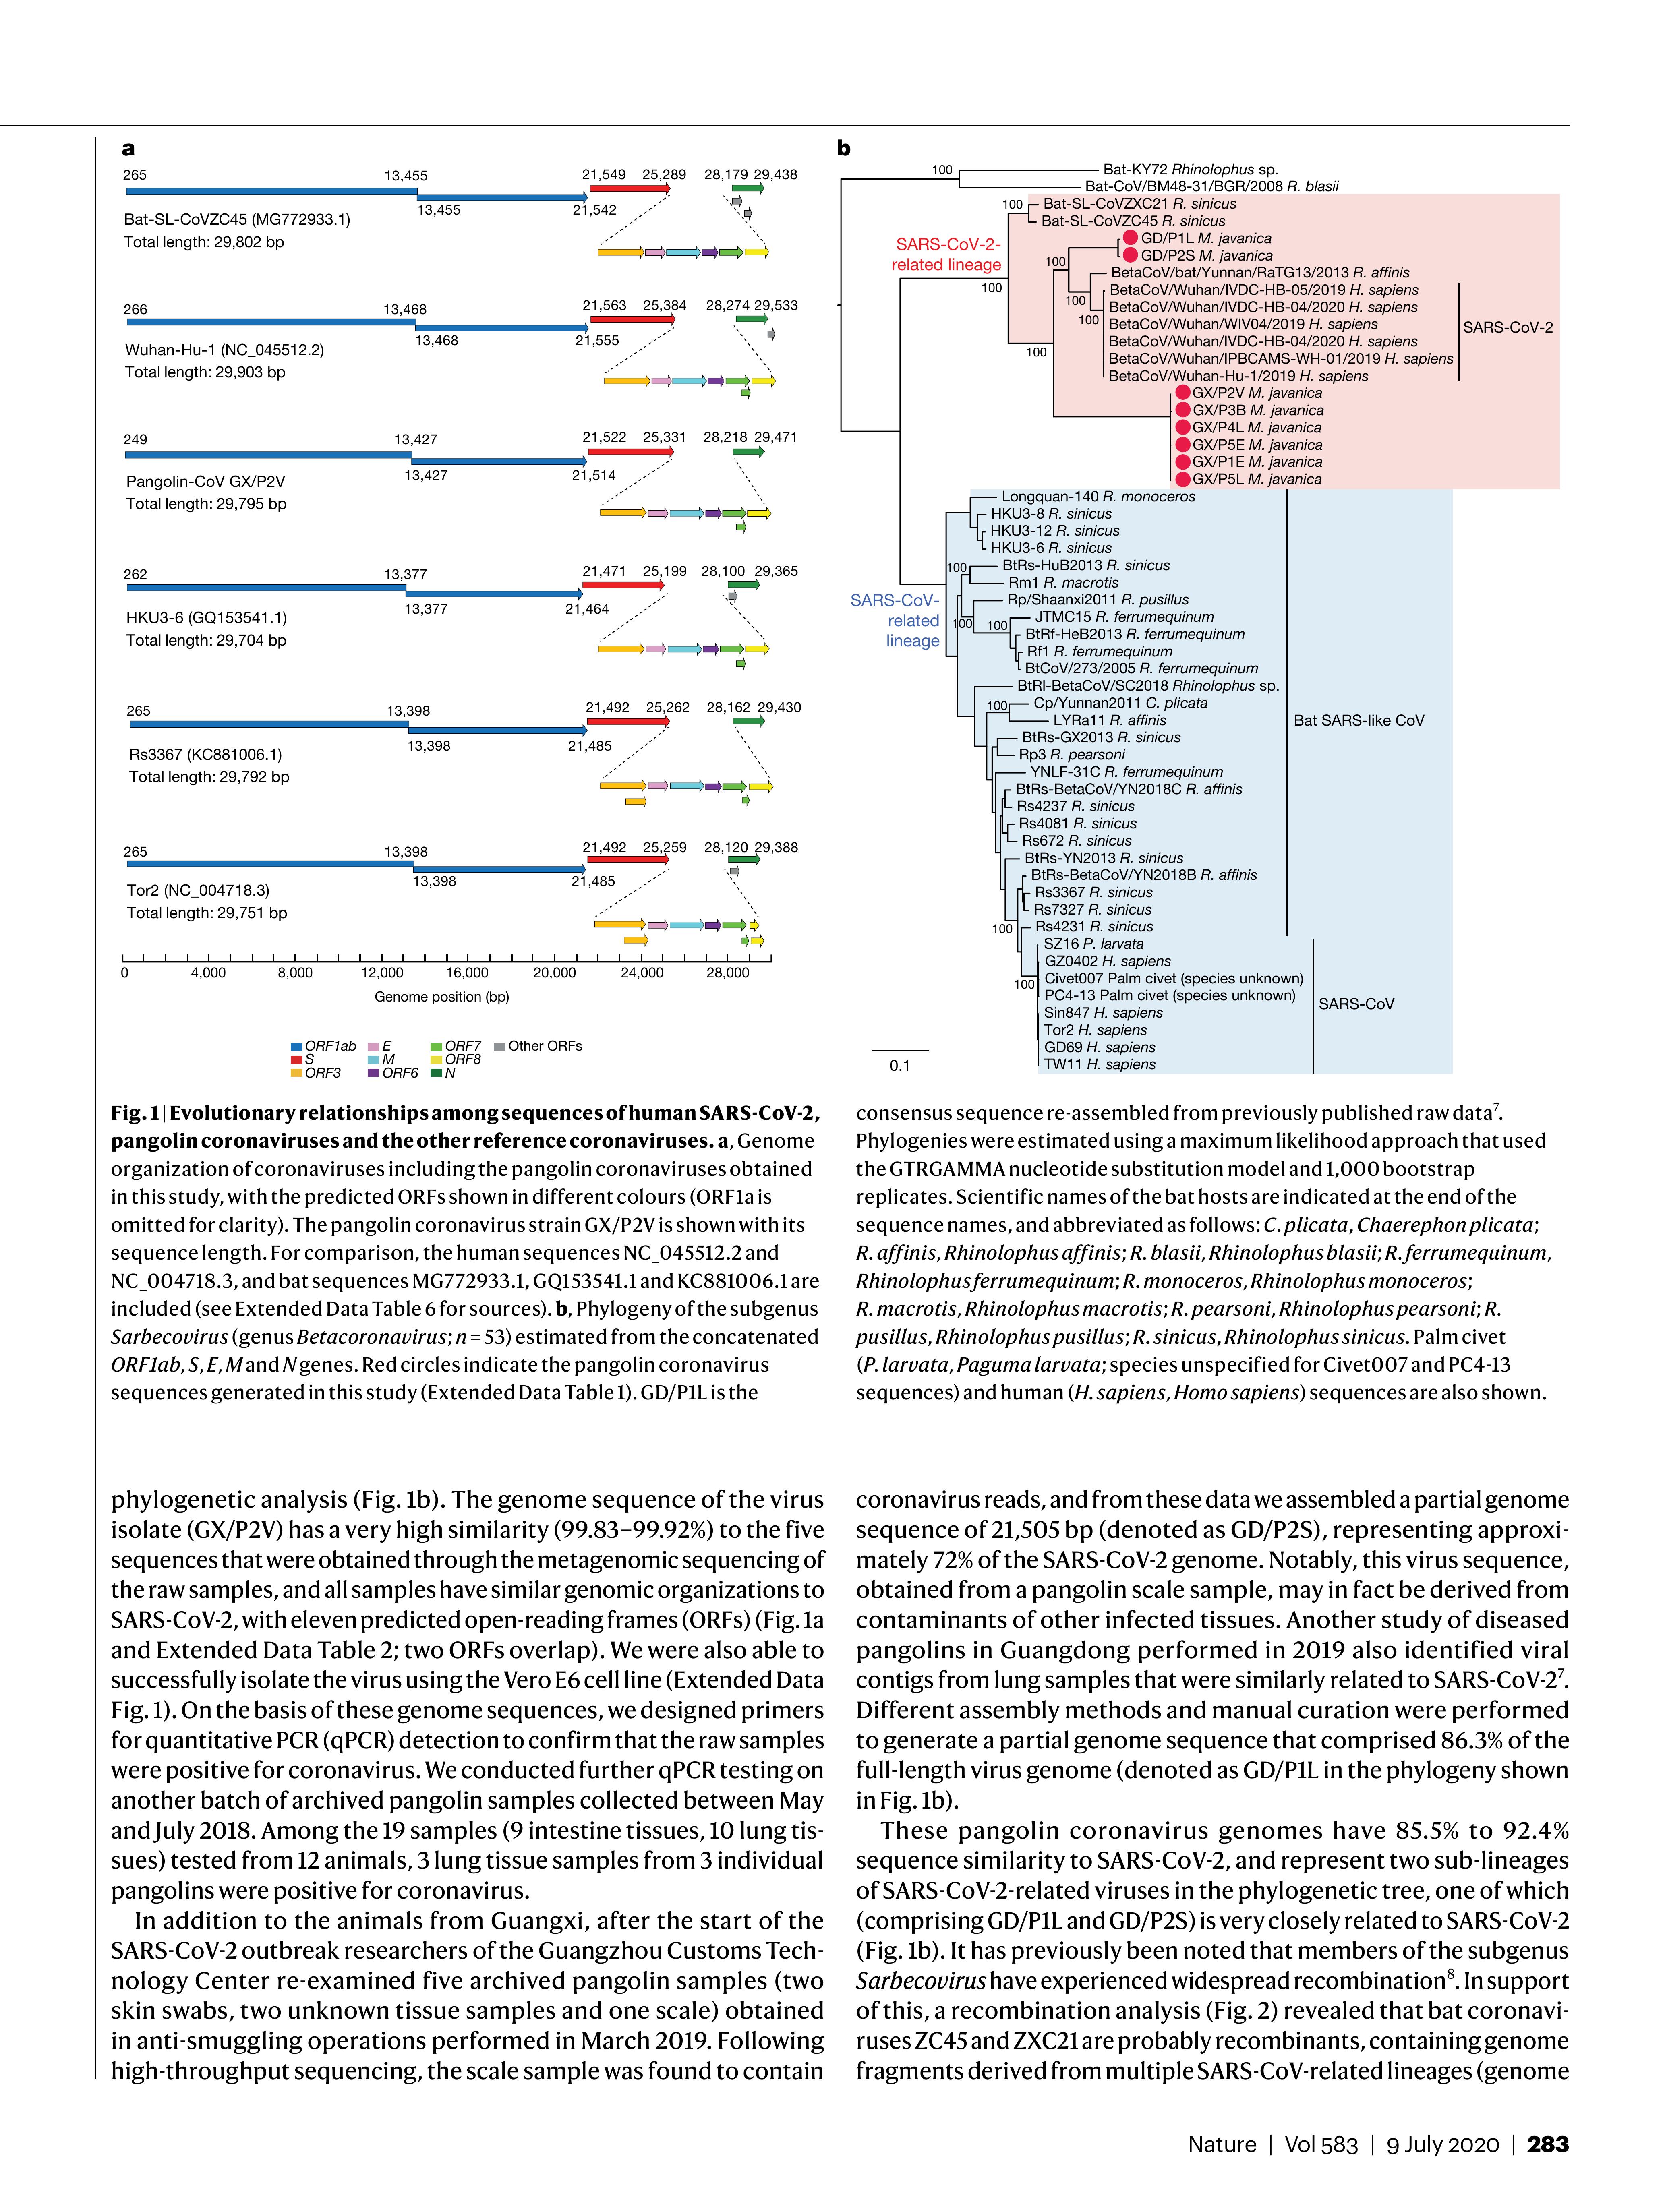 a
265
13,455
21,549
25,289
28,179
29,438
13,455
21,542
Bat-SL-CoVZC45 (MG772933.1)
Total length: 29,802 bp
266
13,468
21,563
25,384
28,274
29,533
13,468
21,555
Wuhan-Hu-1 (NC_045512.2)
Total length: 29,903 bp
249
13,427
21,522
25,331
28,218
29,471
13,427
21,514
Pangolin-CoV GX/P2V
Total length: 29,795 bp
262
13,377
21,471
25,199
28,100
29,365
13,377
21,464
HKU3-6 (GQ153541.1)
Total length: 29,704 bp
265
13,398
21,492
25,262
28,162
29,430
13,398
21,485
Rs3367 (KC881006.1)
Total length: 29,792 bp
265
13,398
21,492
25,259
28,120
29,388
13,398
21,485
Tor2 (NC_004718.3)
Total length: 29,751 bp
0 4,000 8,000 12,000 16,000 20,000 24,000 28,000
Genome position (bp)
ORF1ab E ORF7 Other ORFs
S M ORF8
ORF3 ORF6 N
b
100
Bat-KY72 Rhinolophus sp.
Bat-CoV/BM48-31/BGR/2008 R. blasii
100
Bat-SL-CoVZXC21 R. sinicus
Bat-SL-CoVZC45 R. sinicus
GD/P1L M. javanica
SARS-CoV-2-
related lineage
100
GD/P2S M. javanica
100
BetaCoV/bat/Yunnan/RaTG13/2013 R. affinis
100
BetaCoV/Wuhan/IVDC-HB-05/2019 H. sapiens
100
BetaCoV/Wuhan/IVDC-HB-04/2020 H. sapiens
BetaCoV/Wuhan/WIV04/2019 H. sapiens
SARS-CoV-2
BetaCoV/Wuhan/IVDC-HB-04/2020 H. sapiens
100
BetaCoV/Wuhan/IPBCAMS-WH-01/2019 H. sapiens
BetaCoV/Wuhan-Hu-1/2019 H. sapiens
GX/P2V M. javanica
GX/P3B M. javanica
GX/P4L M. javanica
GX/P5E M. javanica
GX/P1E M. javanica
GX/P5L M. javanica
Longquan-140 R. monoceros
HKU3-8 R. sinicus
HKU3-12 R. sinicus
HKU3-6 R. sinicus
100
BtRs-HuB2013 R. sinicus
Rm1 R. macrotis
SARS-CoV-
related
lineage
Rp/Shaanxi2011 R. pusillus
100
100
JTMC15 R. ferrumequinum
BtRf-HeB2013 R. ferrumequinum
Rf1 R. ferrumequinum
BtCoV/273/2005 R. ferrumequinum
BtRl-BetaCoV/SC2018 Rhinolophus sp.
100
Cp/Yunnan2011 C. plicata
LYRa11 R. affinis
Bat SARS-like CoV
BtRs-GX2013 R. sinicus
Rp3 R. pearsoni
YNLF-31C R. ferrumequinum
BtRs-BetaCoV/YN2018C R. affinis
Rs4237 R. sinicus
Rs4081 R. sinicus
Rs672 R. sinicus
BtRs-YN2013 R. sinicus
BtRs-BetaCoV/YN2018B R. affinis
Rs3367 R. sinicus
Rs7327 R. sinicus
100
Rs4231 R. sinicus
SZ16 P. larvata
GZ0402 H. sapiens
100
Civet007 Palm civet (species unknown)
PC4-13 Palm civet (species unknown)
SARS-CoV
Sin847 H. sapiens
Tor2 H. sapiens
GD69 H. sapiens
TW11 H. sapiens
0.1
Fig. 1 | Evolutionary relationships among sequences of human SARS-CoV-2,
pangolin coronaviruses and the other reference coronaviruses. a, Genome
organization of coronaviruses including the pangolin coronaviruses obtained
in this study, with the predicted ORFs shown in different colours (ORF1a is
omitted for clarity). The pangolin coronavirus strain GX/P2V is shown with its
sequence length. For comparison, the human sequences NC_045512.2 and
NC_004718.3, and bat sequences MG772933.1, GQ153541.1 and KC881006.1 are
included (see Extended Data Table 6 for sources). b, Phylogeny of the subgenus
Sarbecovirus (genus Betacoronavirus; n = 53) estimated from the concatenated
ORF1ab, S, E, M and N genes. Red circles indicate the pangolin coronavirus
sequences generated in this study (Extended Data Table 1). GD/P1L is the
consensus sequence re-assembled from previously published raw data7.
Phylogenies were estimated using a maximum likelihood approach that used
the GTRGAMMA nucleotide substitution model and 1,000 bootstrap
replicates. Scientific names of the bat hosts are indicated at the end of the
sequence names, and abbreviated as follows: C. plicata, Chaerephon plicata;
R. affinis, Rhinolophus affinis; R. blasii, Rhinolophus blasii; R. ferrumequinum,
Rhinolophus ferrumequinum; R. monoceros, Rhinolophus monoceros;
R. macrotis, Rhinolophus macrotis; R. pearsoni, Rhinolophus pearsoni; R.
pusillus, Rhinolophus pusillus; R. sinicus, Rhinolophus sinicus. Palm civet
(P. larvata, Paguma larvata; species unspecified for Civet007 and PC4-13
sequences) and human (H. sapiens, Homo sapiens) sequences are also shown.
phylogenetic analysis (Fig. 1b). The genome sequence of the virus
isolate (GX/P2V) has a very high similarity (99.83–99.92%) to the five
sequences that were obtained through the metagenomic sequencing of
the raw samples, and all samples have similar genomic organizations to
SARS-CoV-2, with eleven predicted open-reading frames (ORFs) (Fig. 1a
and Extended Data Table 2; two ORFs overlap). We were also able to
successfully isolate the virus using the Vero E6 cell line (Extended Data
Fig. 1). On the basis of these genome sequences, we designed primers
for quantitative PCR (qPCR) detection to confirm that the raw samples
were positive for coronavirus. We conducted further qPCR testing on
another batch of archived pangolin samples collected between May
and July 2018. Among the 19 samples (9 intestine tissues, 10 lung tis-
sues) tested from 12 animals, 3 lung tissue samples from 3 individual
pangolins were positive for coronavirus.
In addition to the animals from Guangxi, after the start of the
SARS-CoV-2 outbreak researchers of the Guangzhou Customs Tech-
nology Center re-examined five archived pangolin samples (two
skin swabs, two unknown tissue samples and one scale) obtained
in anti-smuggling operations performed in March 2019. Following
high-throughput sequencing, the scale sample was found to contain
coronavirus reads, and from these data we assembled a partial genome
sequence of 21,505 bp (denoted as GD/P2S), representing approxi-
mately 72% of the SARS-CoV-2 genome. Notably, this virus sequence,
obtained from a pangolin scale sample, may in fact be derived from
contaminants of other infected tissues. Another study of diseased
pangolins in Guangdong performed in 2019 also identified viral
contigs from lung samples that were similarly related to SARS-CoV-27.
Different assembly methods and manual curation were performed
to generate a partial genome sequence that comprised 86.3% of the
full-length virus genome (denoted as GD/P1L in the phylogeny shown
in Fig. 1b).
These pangolin coronavirus genomes have 85.5% to 92.4%
sequence similarity to SARS-CoV-2, and represent two sub-lineages
of SARS-CoV-2-related viruses in the phylogenetic tree, one of which
(comprising GD/P1L and GD/P2S) is very closely related to SARS-CoV-2
(Fig. 1b). It has previously been noted that members of the subgenus
Sarbecovirus have experienced widespread recombination8. In support
of this, a recombination analysis (Fig. 2) revealed that bat coronavi-
ruses ZC45 and ZXC21 are probably recombinants, containing genome
fragments derived from multiple SARS-CoV-related lineages (genome
Nature | Vol 583 | 9 July 2020 | 283